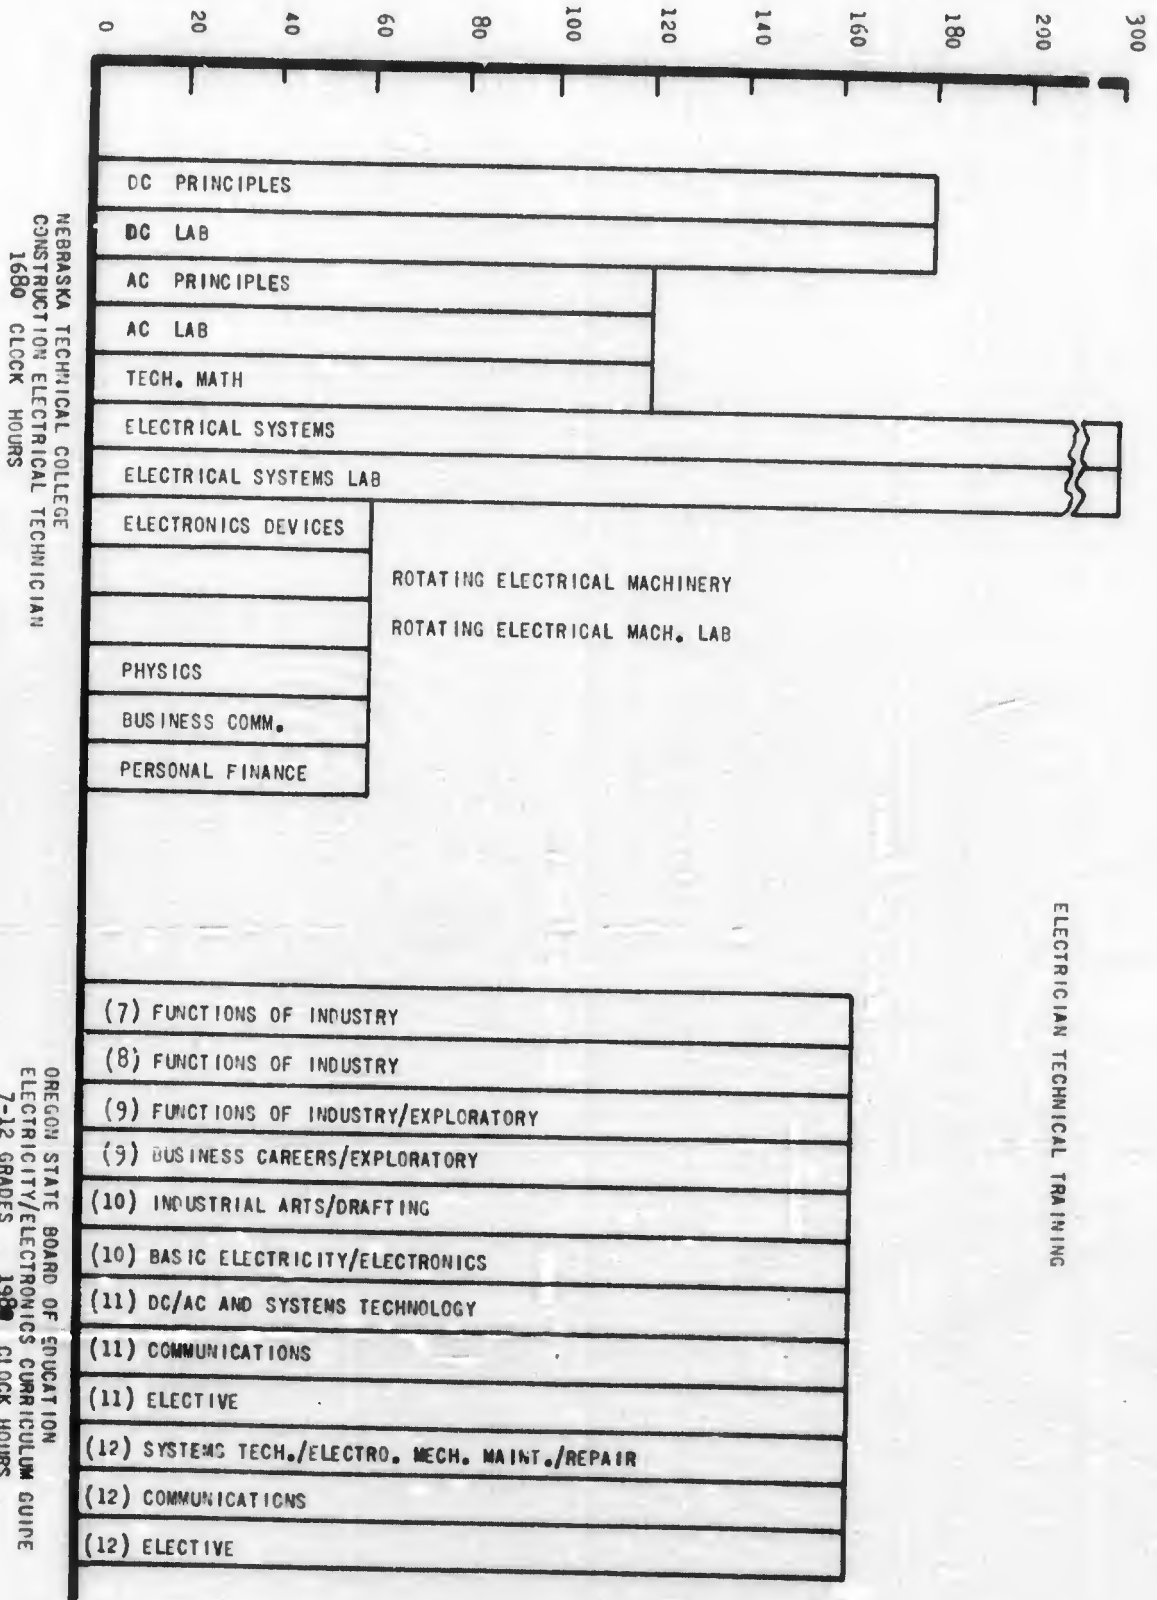 0
20
40
60
80
100
120
140
160
180
290
300
DC PRINCIPLES
DC LAB
AC PRINCIPLES
AC LAB
TECH. MATH
ELECTRICAL SYSTEMS
ELECTRICAL SYSTEMS LAB
ELECTRONICS DEVICES
ROTATING ELECTRICAL MACHINERY
ROTATING ELECTRICAL MACH. LAB
PHYSICS
BUSINESS COMM.
PERSONAL FINANCE
NEBRASKA TECHNICAL COLLEGE
CONSTRUCTION ELECTRICAL TECHNICIAN
1680 CLOCK HOURS
ELECTRICIAN TECHNICAL TRAINING
(7) FUNCTIONS OF INDUSTRY
(8) FUNCTIONS OF INDUSTRY
(9) FUNCTIONS OF INDUSTRY/EXPLORATORY
(9) BUSINESS CAREERS/EXPLORATORY
(10) INDUSTRIAL ARTS/DRAFTING
(10) BASIC ELECTRICITY/ELECTRONICS
(11) DC/AC AND SYSTEMS TECHNOLOGY
(11) COMMUNICATIONS
(11) ELECTIVE
(12) SYSTEMS TECH./ELECTRO. MECH. MAINT./REPAIR
(12) COMMUNICATIONS
(12) ELECTIVE
OREGON STATE BOARD OF EDUCATION
ELECTRICITY/ELECTRONICS CURRICULUM GUIDE
7-12 GRADES CLOCK HOURS